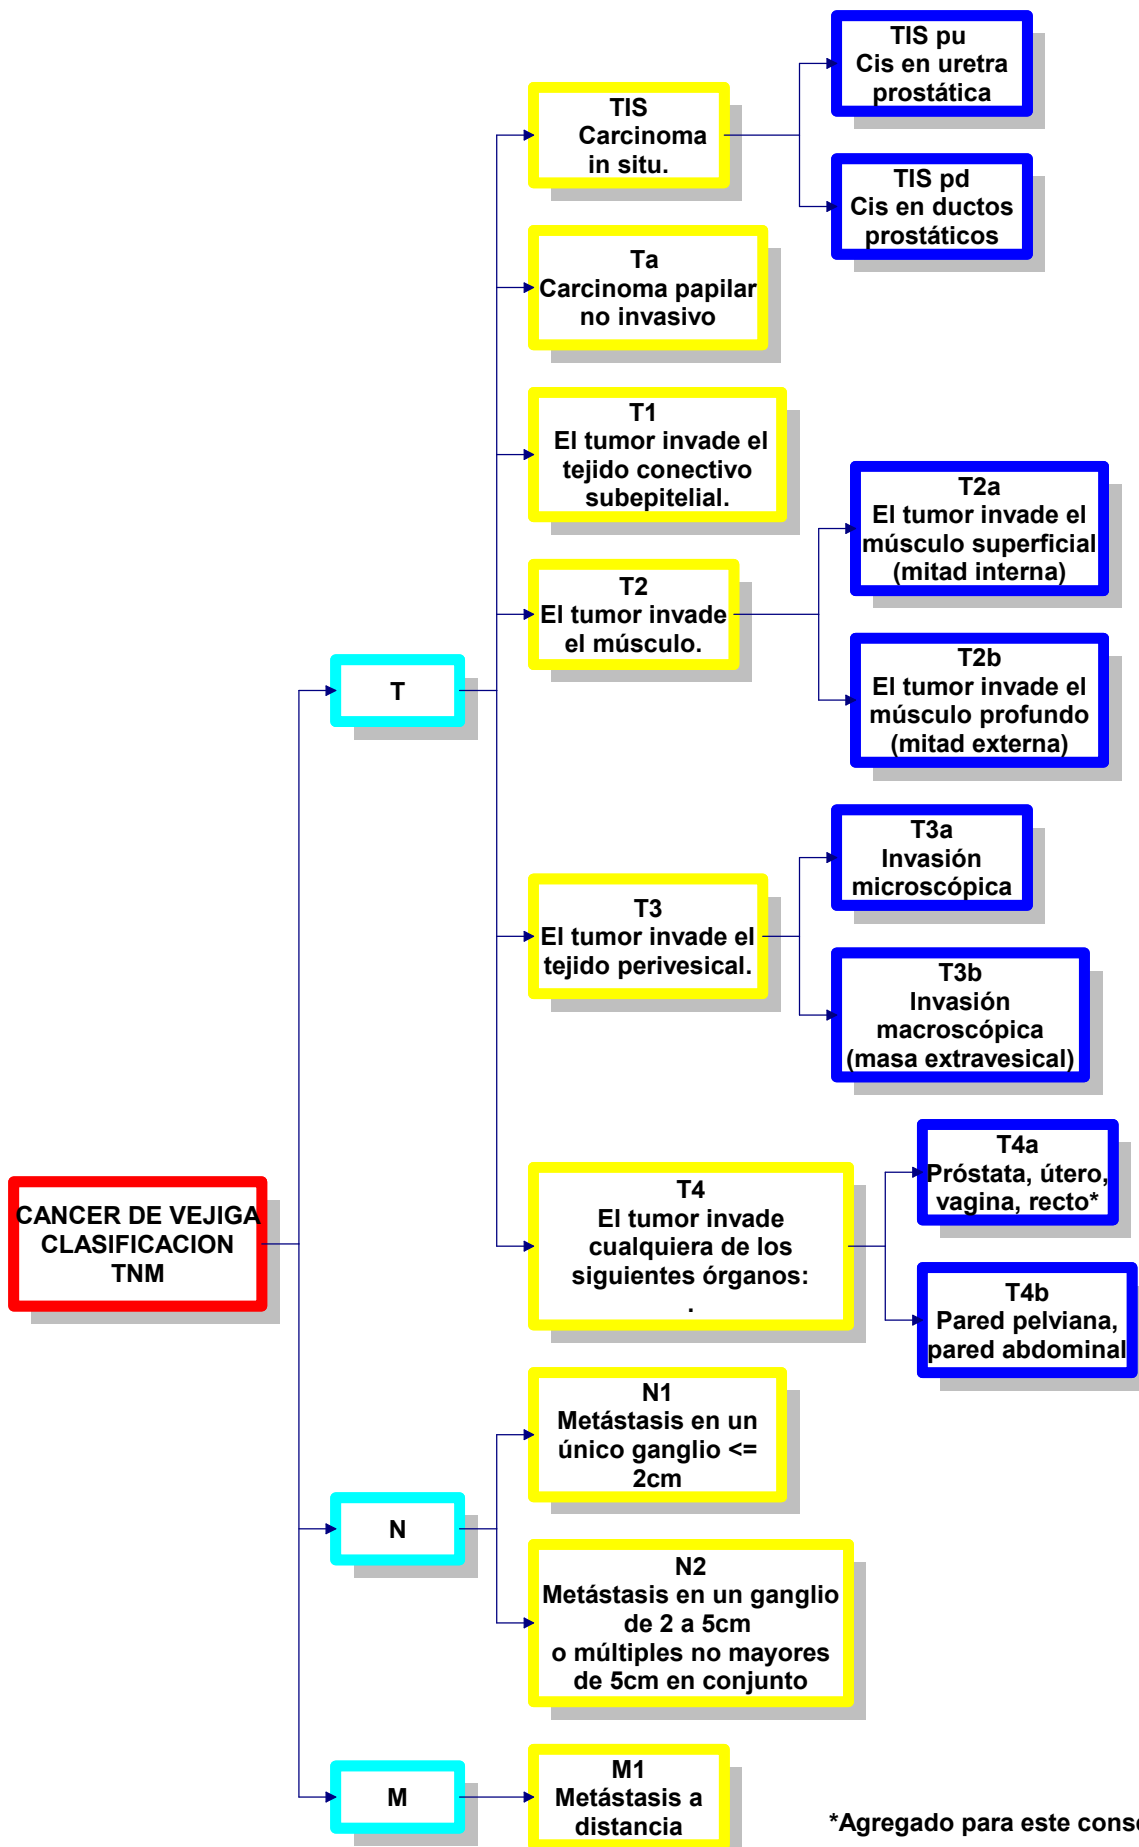 CANCER DE VEJIGA
CLASIFICACION
TNM
T
TIS
Carcinoma
in situ.
TIS pu
Cis en uretra
prostática
TIS pd
Cis en ductos
prostáticos
Ta
Carcinoma papilar
no invasivo
T1
El tumor invade el
tejido conectivo
subepitelial.
T2
El tumor invade
el músculo.
T2a
El tumor invade el
músculo superficial
(mitad interna)
T2b
El tumor invade el
músculo profundo
(mitad externa)
T3
El tumor invade el
tejido perivesical.
T3a
Invasión
microscópica
T3b
Invasión
macroscópica
(masa extravesical)
T4
El tumor invade
cualquiera de los
siguientes órganos:
.
T4a
Próstata, útero,
vagina, recto*
T4b
Pared pelviana,
pared abdominal
N
N1
Metástasis en un
único ganglio <=
2cm
N2
Metástasis en un ganglio
de 2 a 5cm
o múltiples no mayores
de 5cm en conjunto
M
M1
Metástasis a
distancia
*Agregado para este